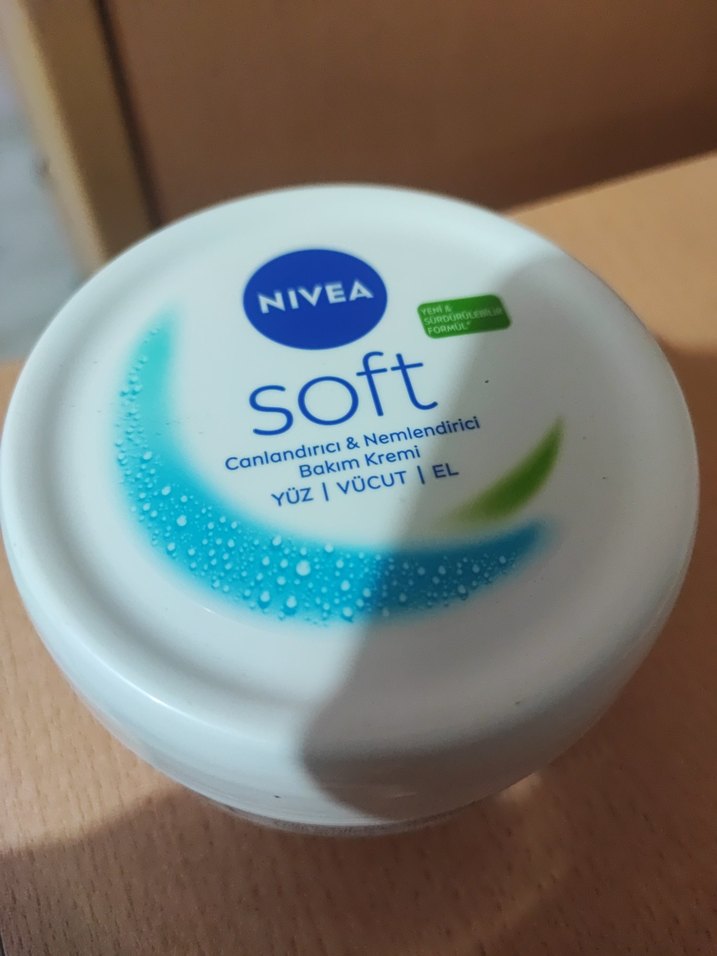 NIVEA
YENİ &
SÜRDÜRÜLEBİLİR
FORMÜL*
soft
Canlandırıcı & Nemlendirici
Bakım Kremi
YÜZ | VÜCUT | EL